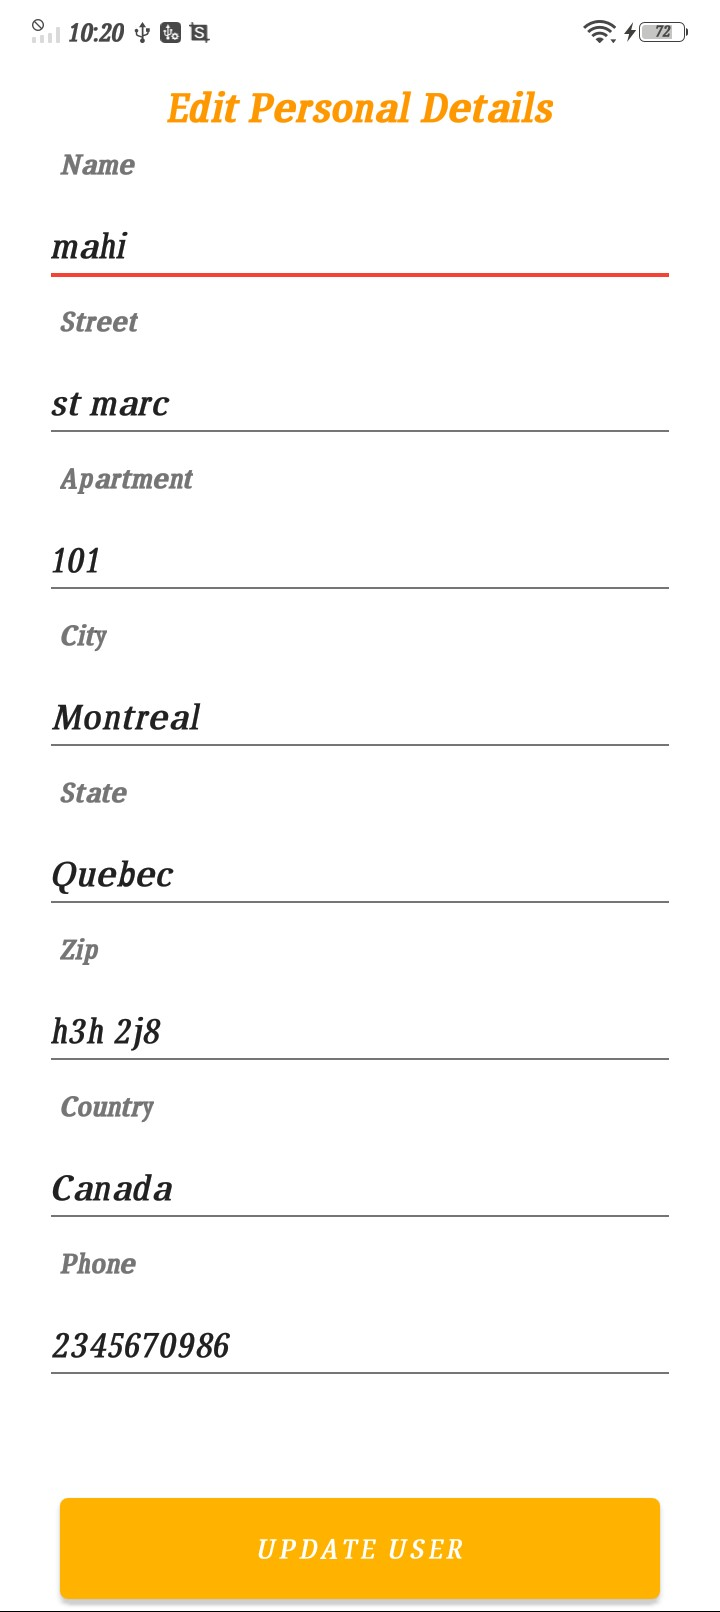 10:20
72
Edit Personal Details
Name
mahi
Street
st marc
Apartment
101
City
Montreal
State
Quebec
Zip
h3h 2j8
Country
Canada
Phone
2345670986
UPDATE USER